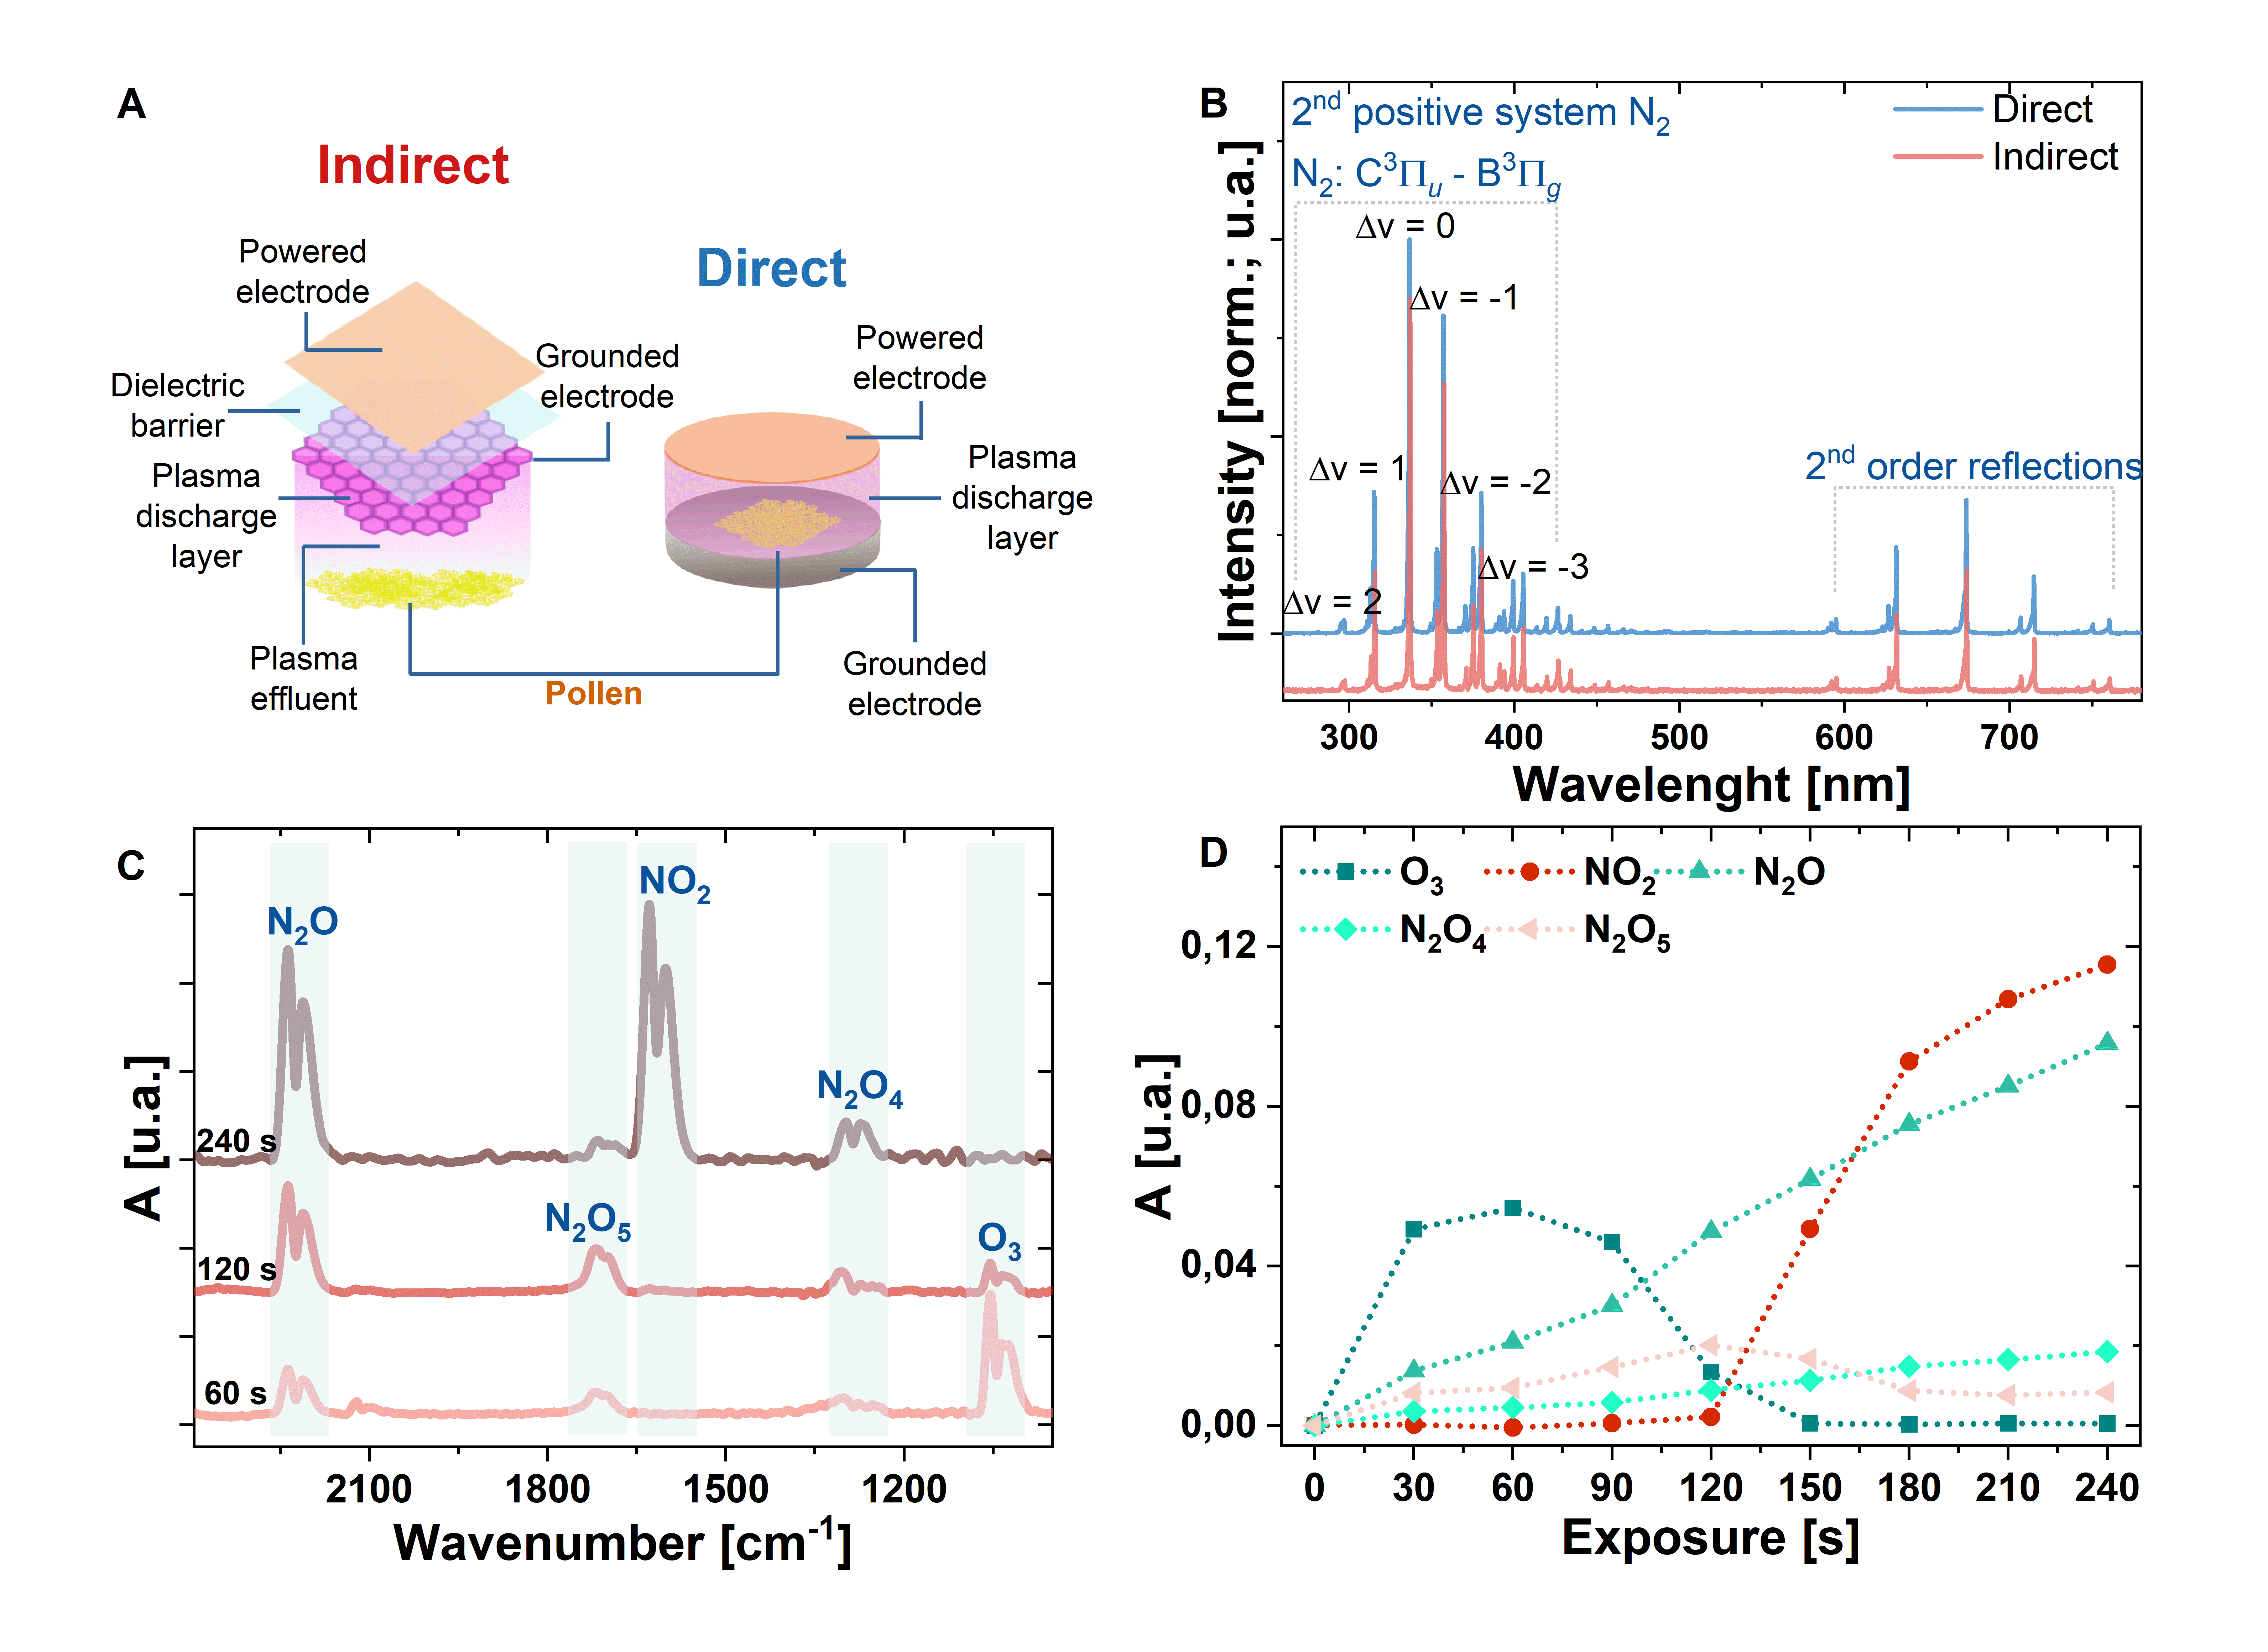 A
Indirect
Powered
electrode
Dielectric
barrier
Plasma
discharge
layer
Plasma
effluent
Grounded
electrode
Pollen
Direct
Powered
electrode
Plasma
discharge
layer
Grounded
electrode
B
2nd positive system N2
N2: C3Πu - B3Πg
Direct
Indirect
Δv = 0
Δv = -1
Δv = 1
Δv = -2
Δv = -3
Δv = 2
2nd order reflections
Intensity [norm.; u.a.]
300 400 500 600 700
Wavelenght [nm]
C
N2O
NO2
N2O4
N2O5
O3
240 s
120 s
60 s
A [u.a.]
2100 1800 1500 1200
Wavenumber [cm-1]
D
O3 NO2 N2O
N2O4 N2O5
0,12
0,08
0,04
0,00
A [u.a.]
0 30 60 90 120 150 180 210 240
Exposure [s]